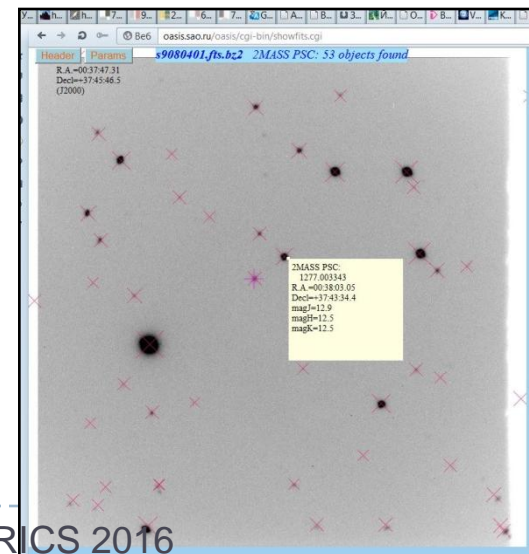 Веб oasis.sao.ru/oasis/cgi-bin/showfits.cgi
Header Params s9080401.fts.bz2 2MASS PSC: 53 objects found
R.A.=00:37:47.31
Decl=+37:45:46.5
(J2000)
2MASS PSC:
1277.003343
R.A.=00:38:03.05
Decl=+37:43:34.4
magJ=12.9
magH=12.5
magK=12.5
RICS 2016